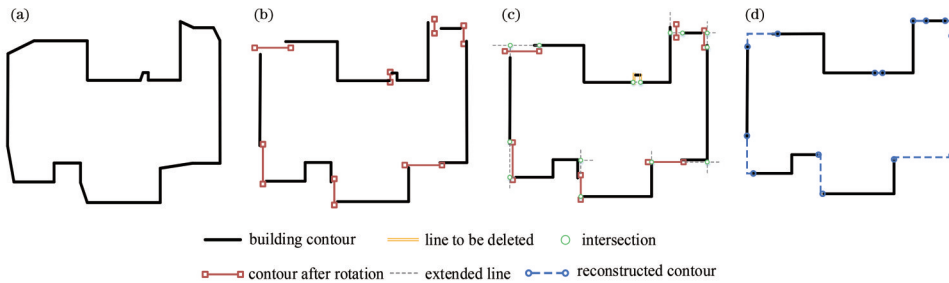 (a)
(b)
(c)
(d)
building contour
line to be deleted
intersection
contour after rotation
extended line
reconstructed contour